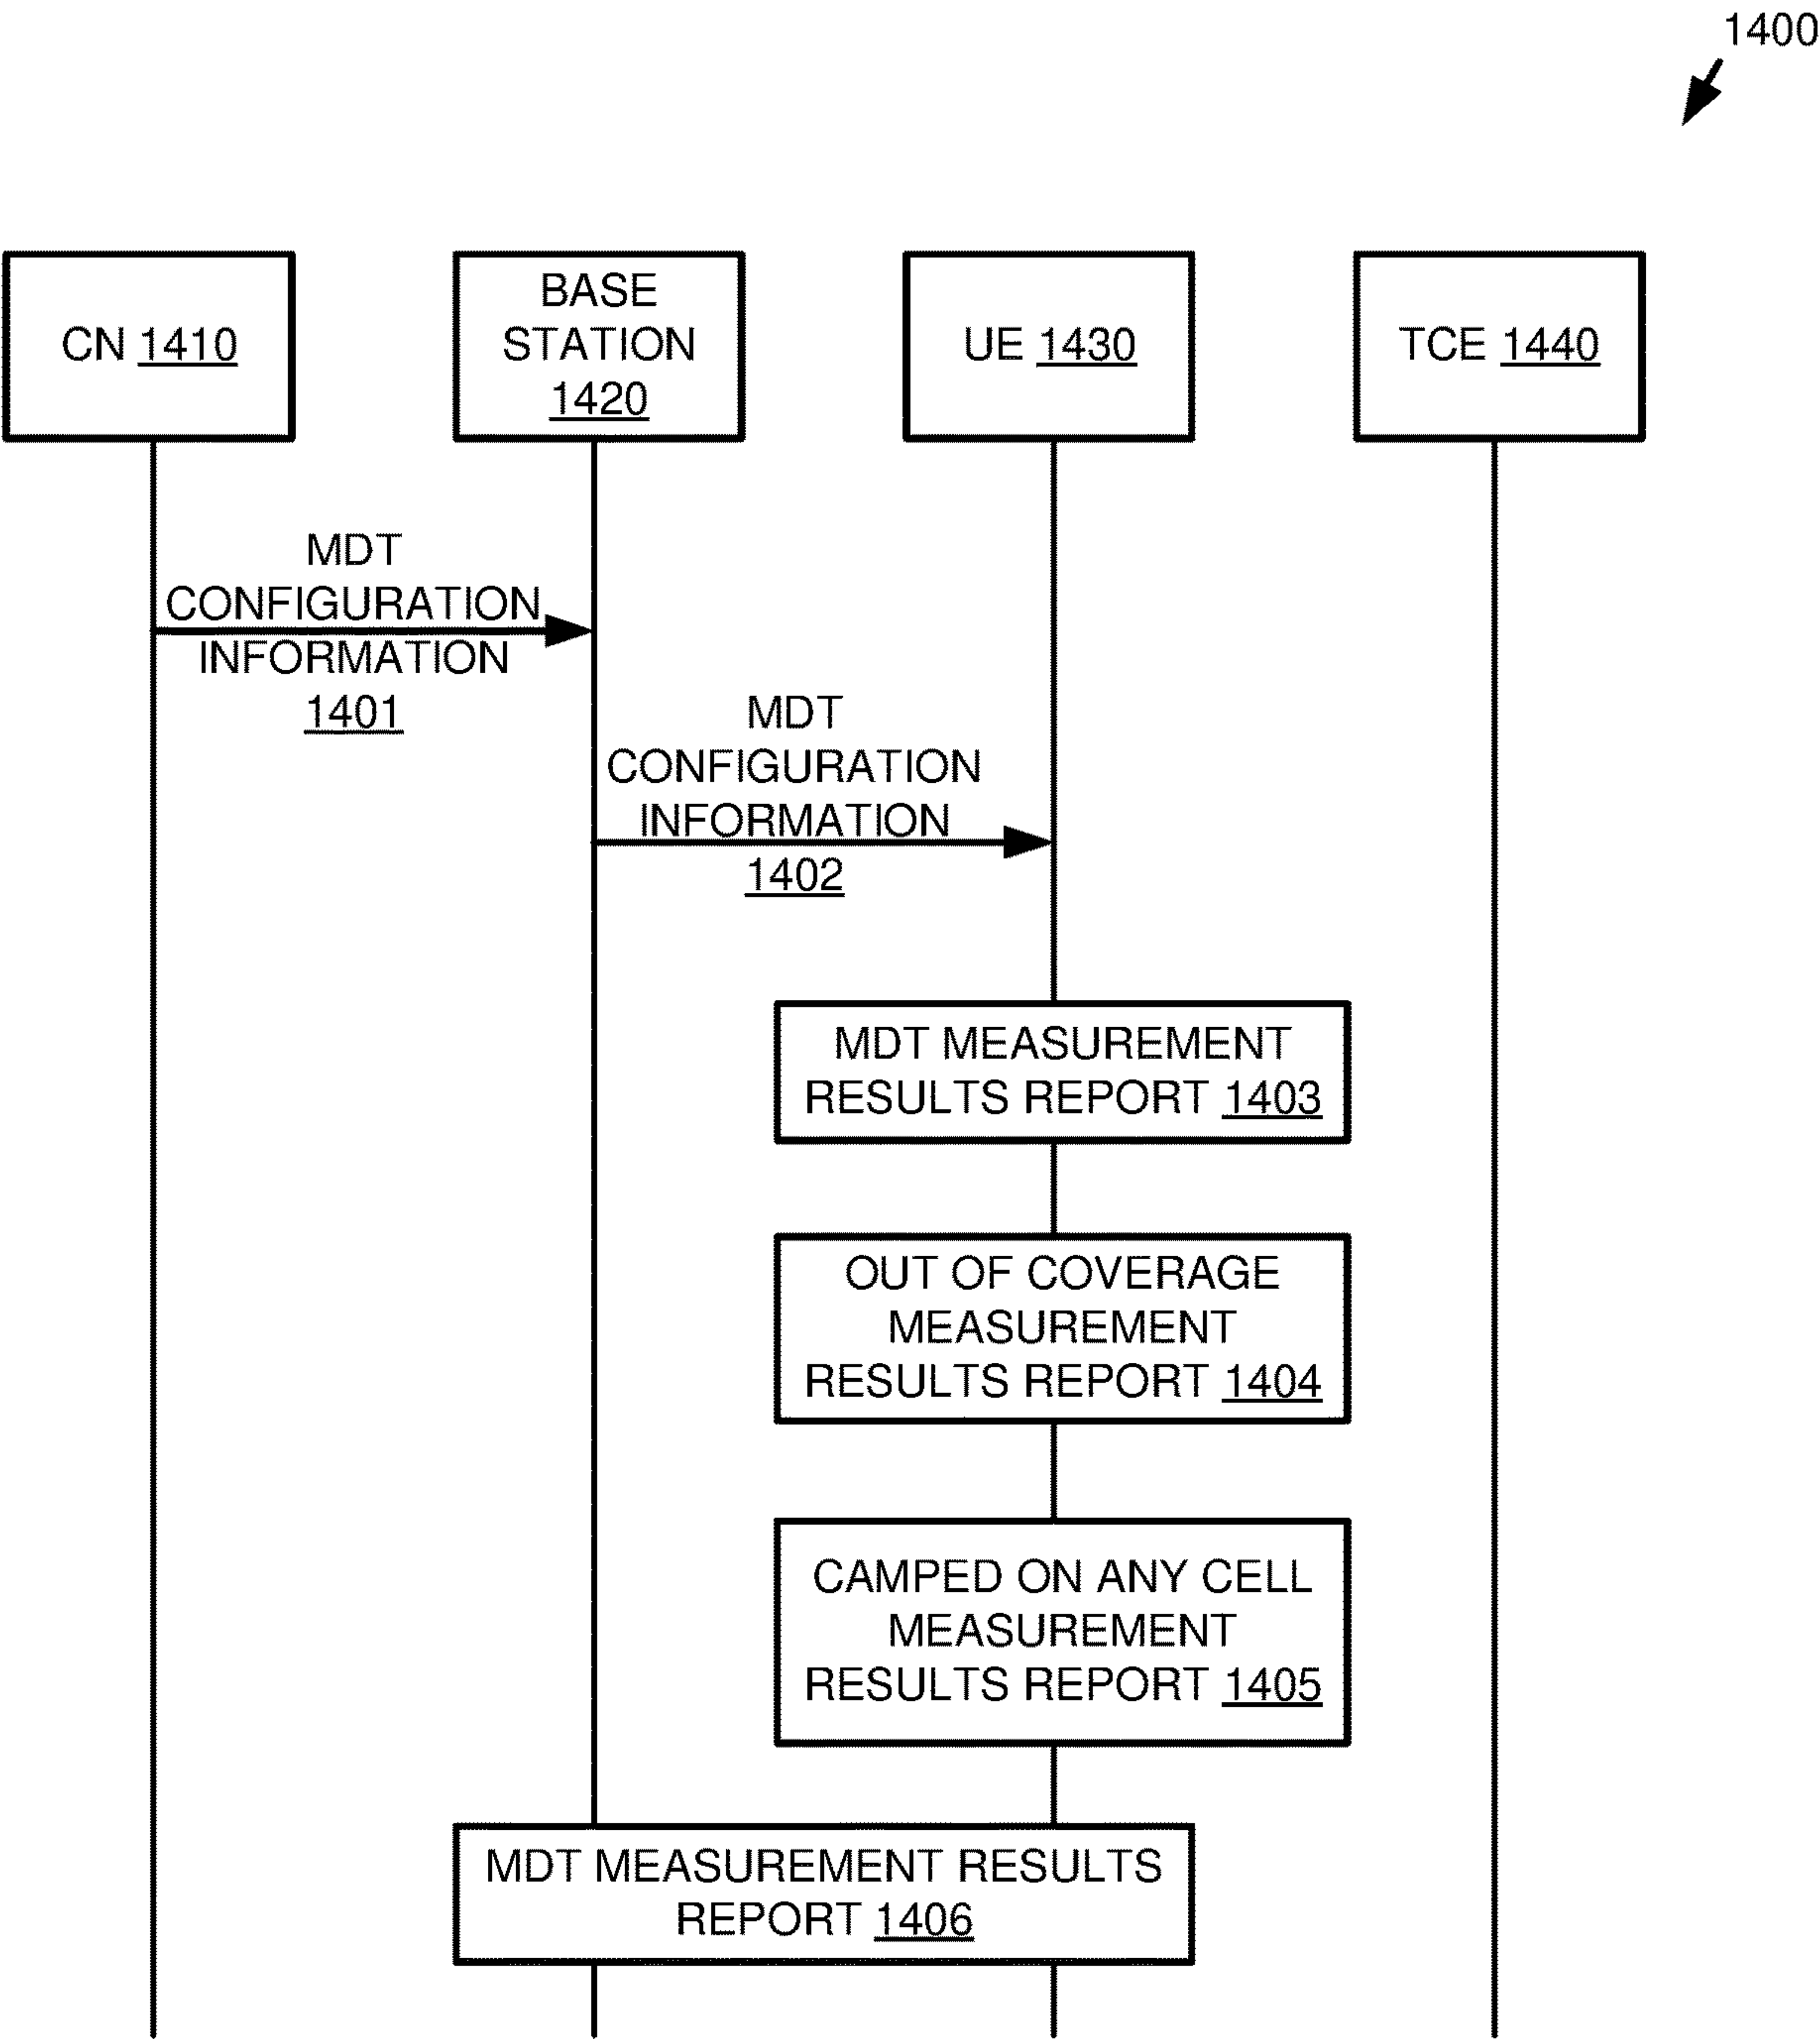 1400
CN 1410
BASE
STATION
1420
UE 1430
TCE 1440
MDT
CONFIGURATION
INFORMATION
1401
MDT
CONFIGURATION
INFORMATION
1402
MDT MEASUREMENT
RESULTS REPORT 1403
OUT OF COVERAGE
MEASUREMENT
RESULTS REPORT 1404
CAMPED ON ANY CELL
MEASUREMENT
RESULTS REPORT 1405
MDT MEASUREMENT RESULTS
REPORT 1406